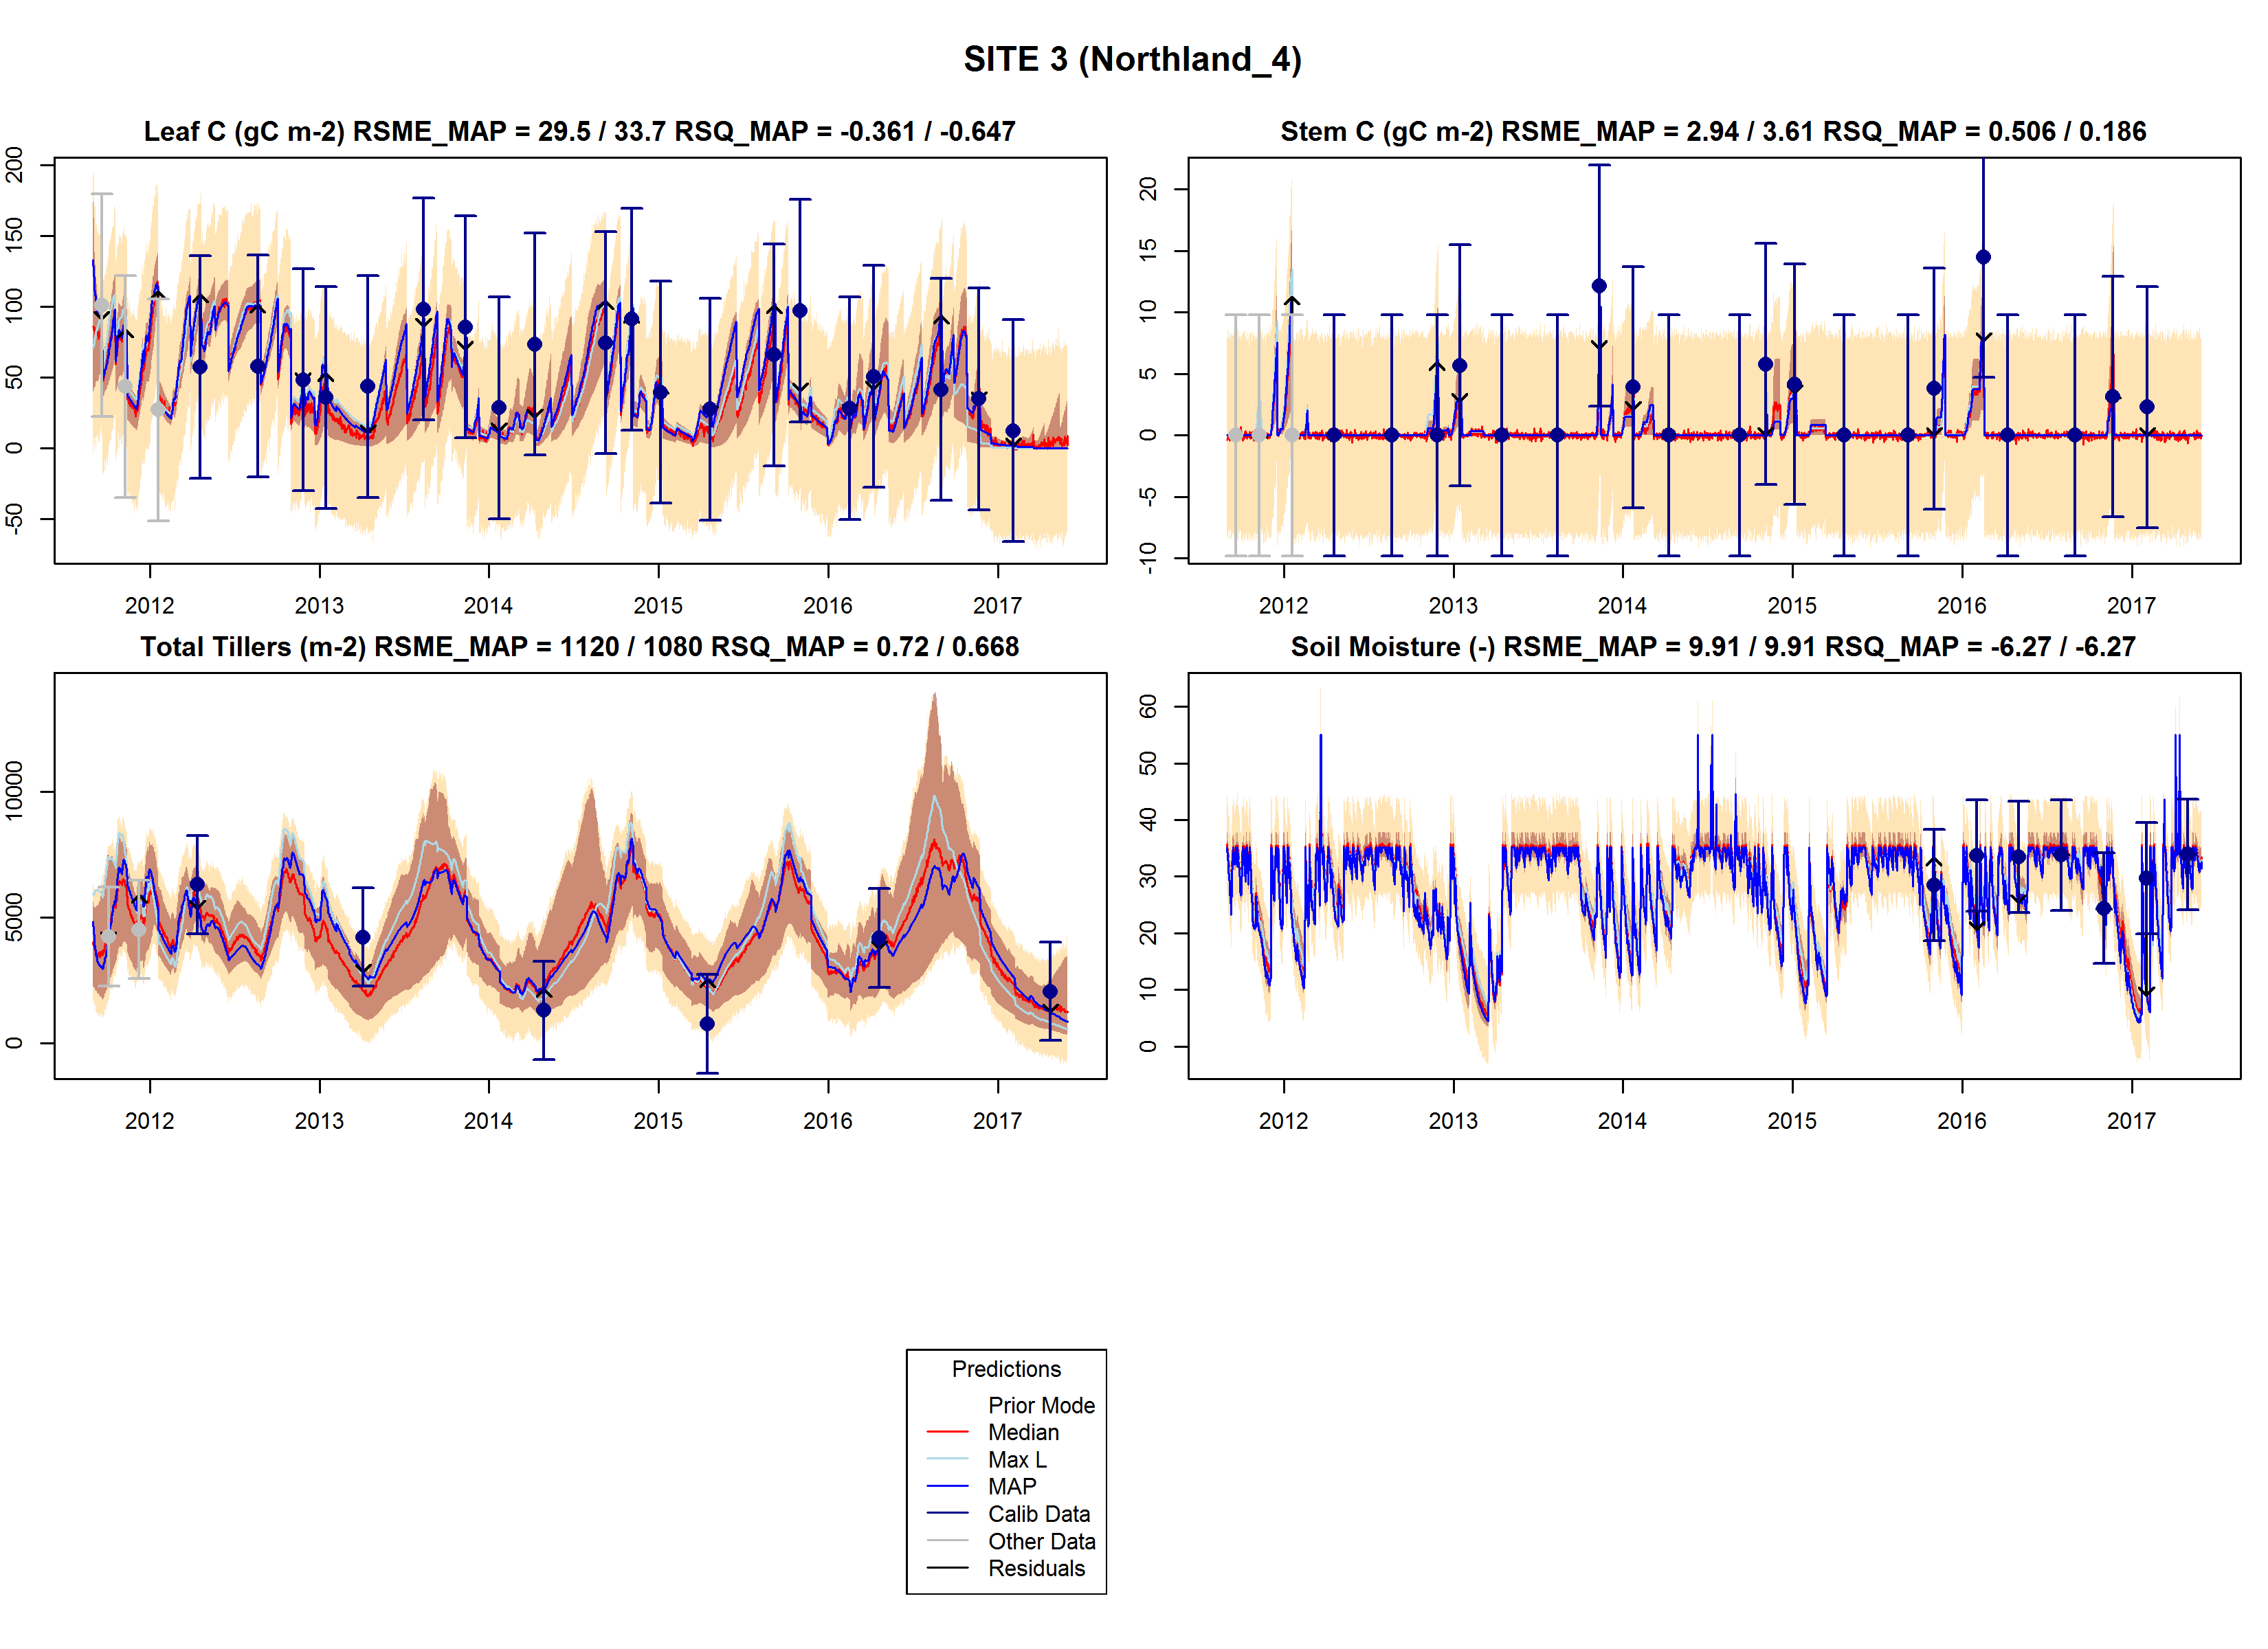 SITE 3 (Northland_4)
Leaf C (gC m-2) RSME_MAP = 29.5 / 33.7 RSQ_MAP = -0.361 / -0.647
200
150
100
50
0
-50
2012 2013 2014 2015 2016 2017
Stem C (gC m-2) RSME_MAP = 2.94 / 3.61 RSQ_MAP = 0.506 / 0.186
20
15
10
5
0
-5
-10
2012 2013 2014 2015 2016 2017
Total Tillers (m-2) RSME_MAP = 1120 / 1080 RSQ_MAP = 0.72 / 0.668
10000
5000
0
2012 2013 2014 2015 2016 2017
Soil Moisture (-) RSME_MAP = 9.91 / 9.91 RSQ_MAP = -6.27 / -6.27
60
50
40
30
20
10
0
2012 2013 2014 2015 2016 2017
Predictions
Prior Mode
Median
Max L
MAP
Calib Data
Other Data
Residuals